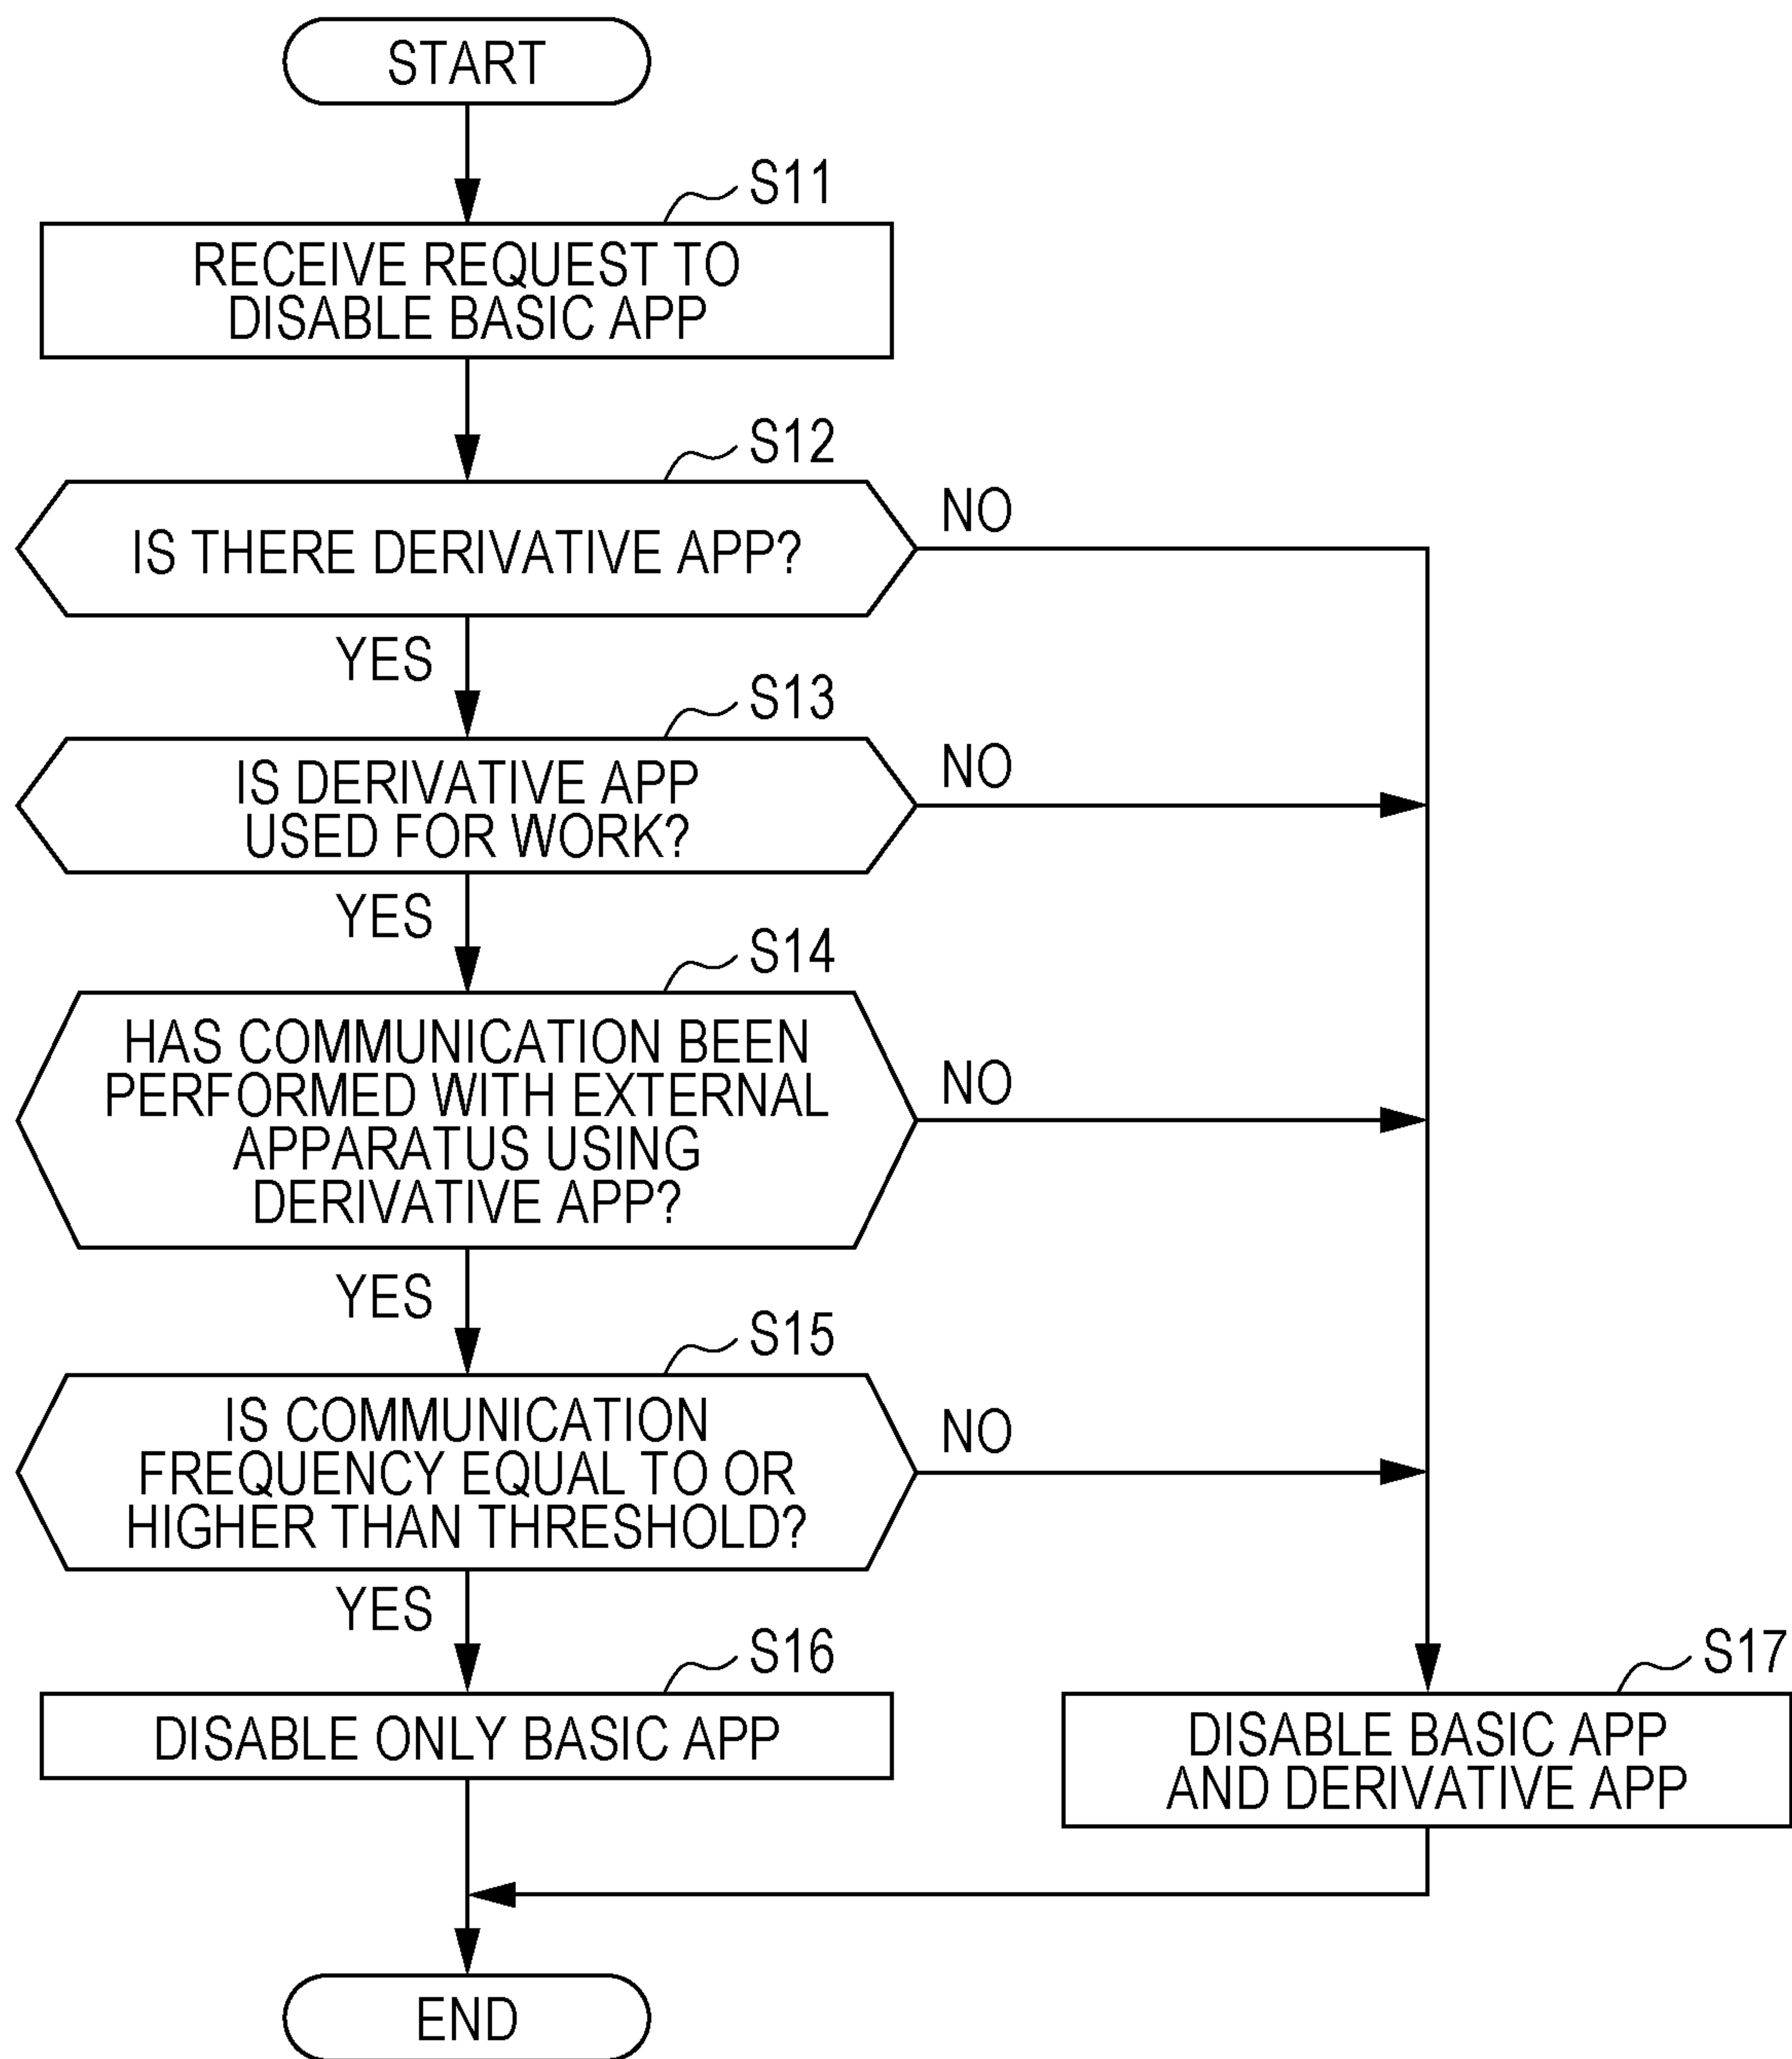 START
S11
RECEIVE REQUEST TO
DISABLE BASIC APP
S12
IS THERE DERIVATIVE APP?
NO
YES
S13
IS DERIVATIVE APP
USED FOR WORK?
NO
YES
S14
HAS COMMUNICATION BEEN
PERFORMED WITH EXTERNAL
APPARATUS USING
DERIVATIVE APP?
NO
YES
S15
IS COMMUNICATION
FREQUENCY EQUAL TO OR
HIGHER THAN THRESHOLD?
NO
YES
S16
DISABLE ONLY BASIC APP
S17
DISABLE BASIC APP
AND DERIVATIVE APP
END